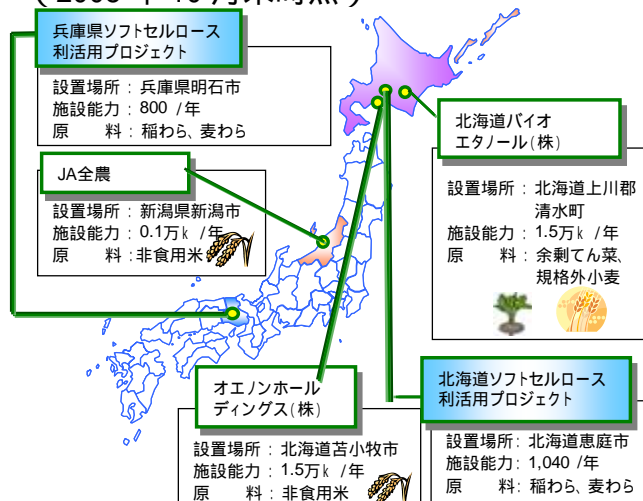 兵庫県ソフトセルロース
利活用プロジェクト
設置場所：兵庫県明石市
施設能力：800 /年
原　　料：稲わら、麦わら
JA全農
設置場所：新潟県新潟市
施設能力：0.1万k /年
原　　料：非食用米
北海道バイオ
エタノール(株)
設置場所：北海道上川郡
清水町
施設能力：1.5万k /年
原　　料：余剰てん菜、
規格外小麦
オエノンホール
ディングス(株)
設置場所：北海道苫小牧市
施設能力：1.5万k /年
原　　料：非食用米
北海道ソフトセルロース
利活用プロジェクト
設置場所：北海道恵庭市
施設能力：1,040 /年
原　　料：稲わら、麦わら